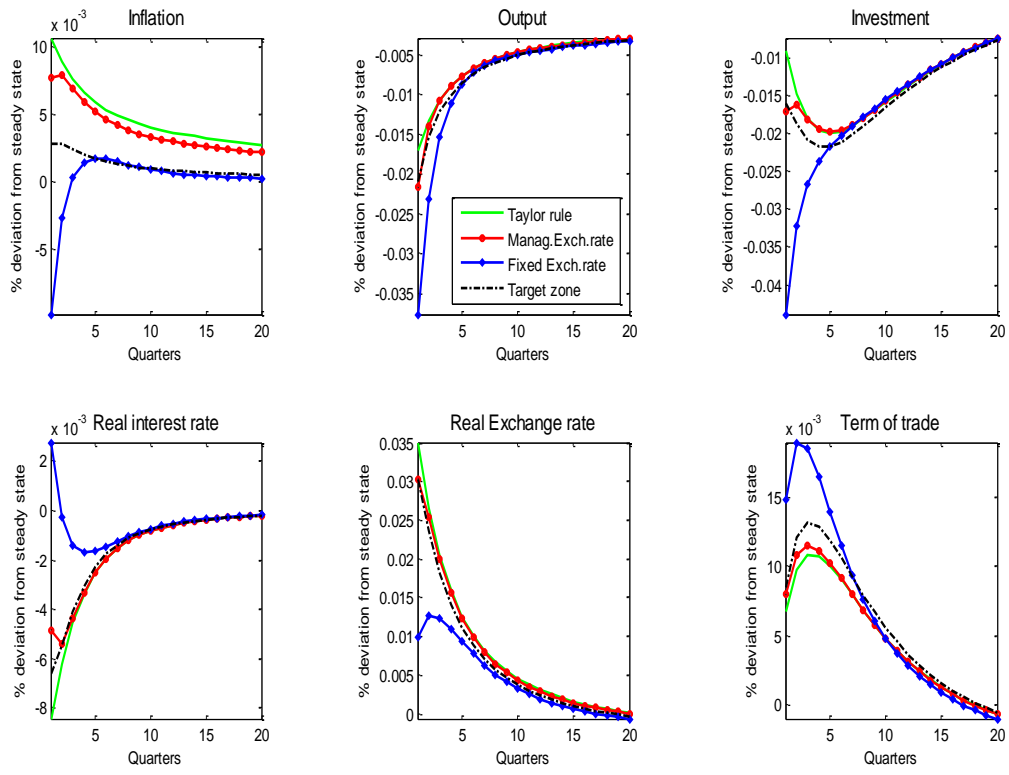 Inflation
x 10^-3
% deviation from steady state
10
5
0
-5
5 10 15 20
Quarters
Output
% deviation from steady state
-0.005
-0.01
-0.015
-0.02
-0.025
-0.03
-0.035
Taylor rule
Manag.Exch.rate
Fixed Exch.rate
Target zone
5 10 15 20
Quarters
Investment
% deviation from steady state
-0.01
-0.015
-0.02
-0.025
-0.03
-0.035
-0.04
5 10 15 20
Quarters
Real interest rate
x 10^-3
% deviation from steady state
2
0
-2
-4
-6
-8
5 10 15 20
Quarters
Real Exchange rate
% deviation from steady state
0.035
0.03
0.025
0.02
0.015
0.01
0.005
0
5 10 15 20
Quarters
Term of trade
x 10^-3
% deviation from steady state
15
10
5
0
5 10 15 20
Quarters